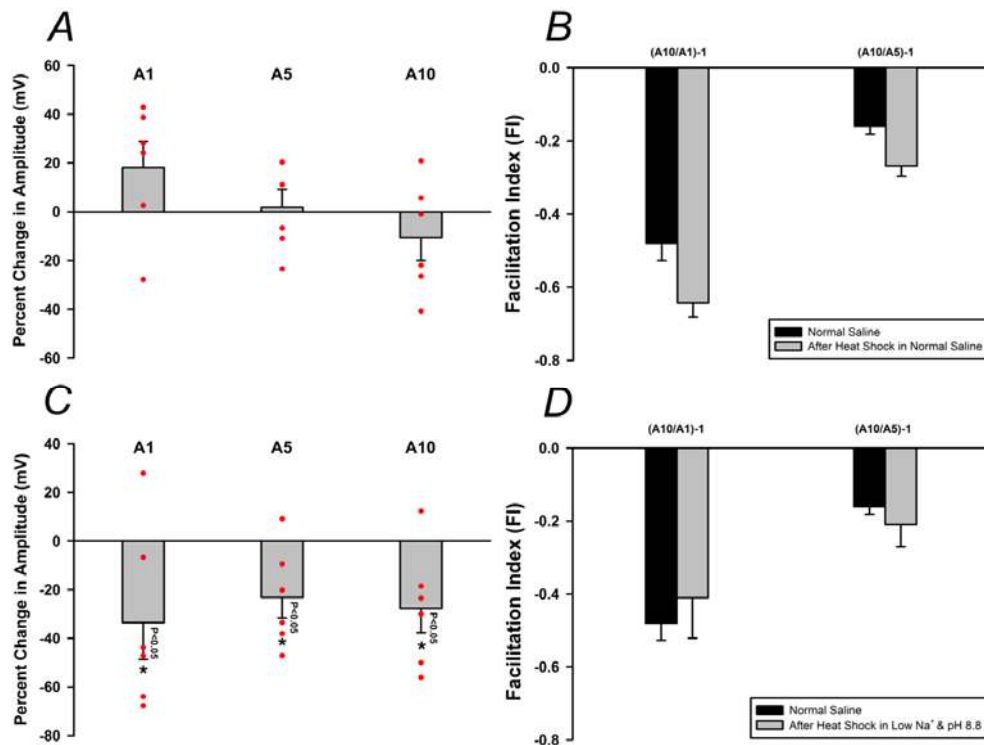 A
B
A1 A5 A10
(A10/A1)-1 (A10/A5)-1
Percent Change in Amplitude (mV)
60
40
20
0
-20
-40
-60
Facilitation Index (FI)
0.0
-0.2
-0.4
-0.6
-0.8
Normal Saline
After Heat Shock in Normal Saline
C
D
A1 A5 A10
(A10/A1)-1 (A10/A5)-1
Percent Change in Amplitude (mV)
40
20
0
-20
-40
-60
-80
P<0.05
*
P<0.05
*
P<0.05
*
Facilitation Index (FI)
-0.0
-0.2
-0.4
-0.6
-0.8
Normal Saline
After Heat Shock in Low Na⁺ & pH 8.8